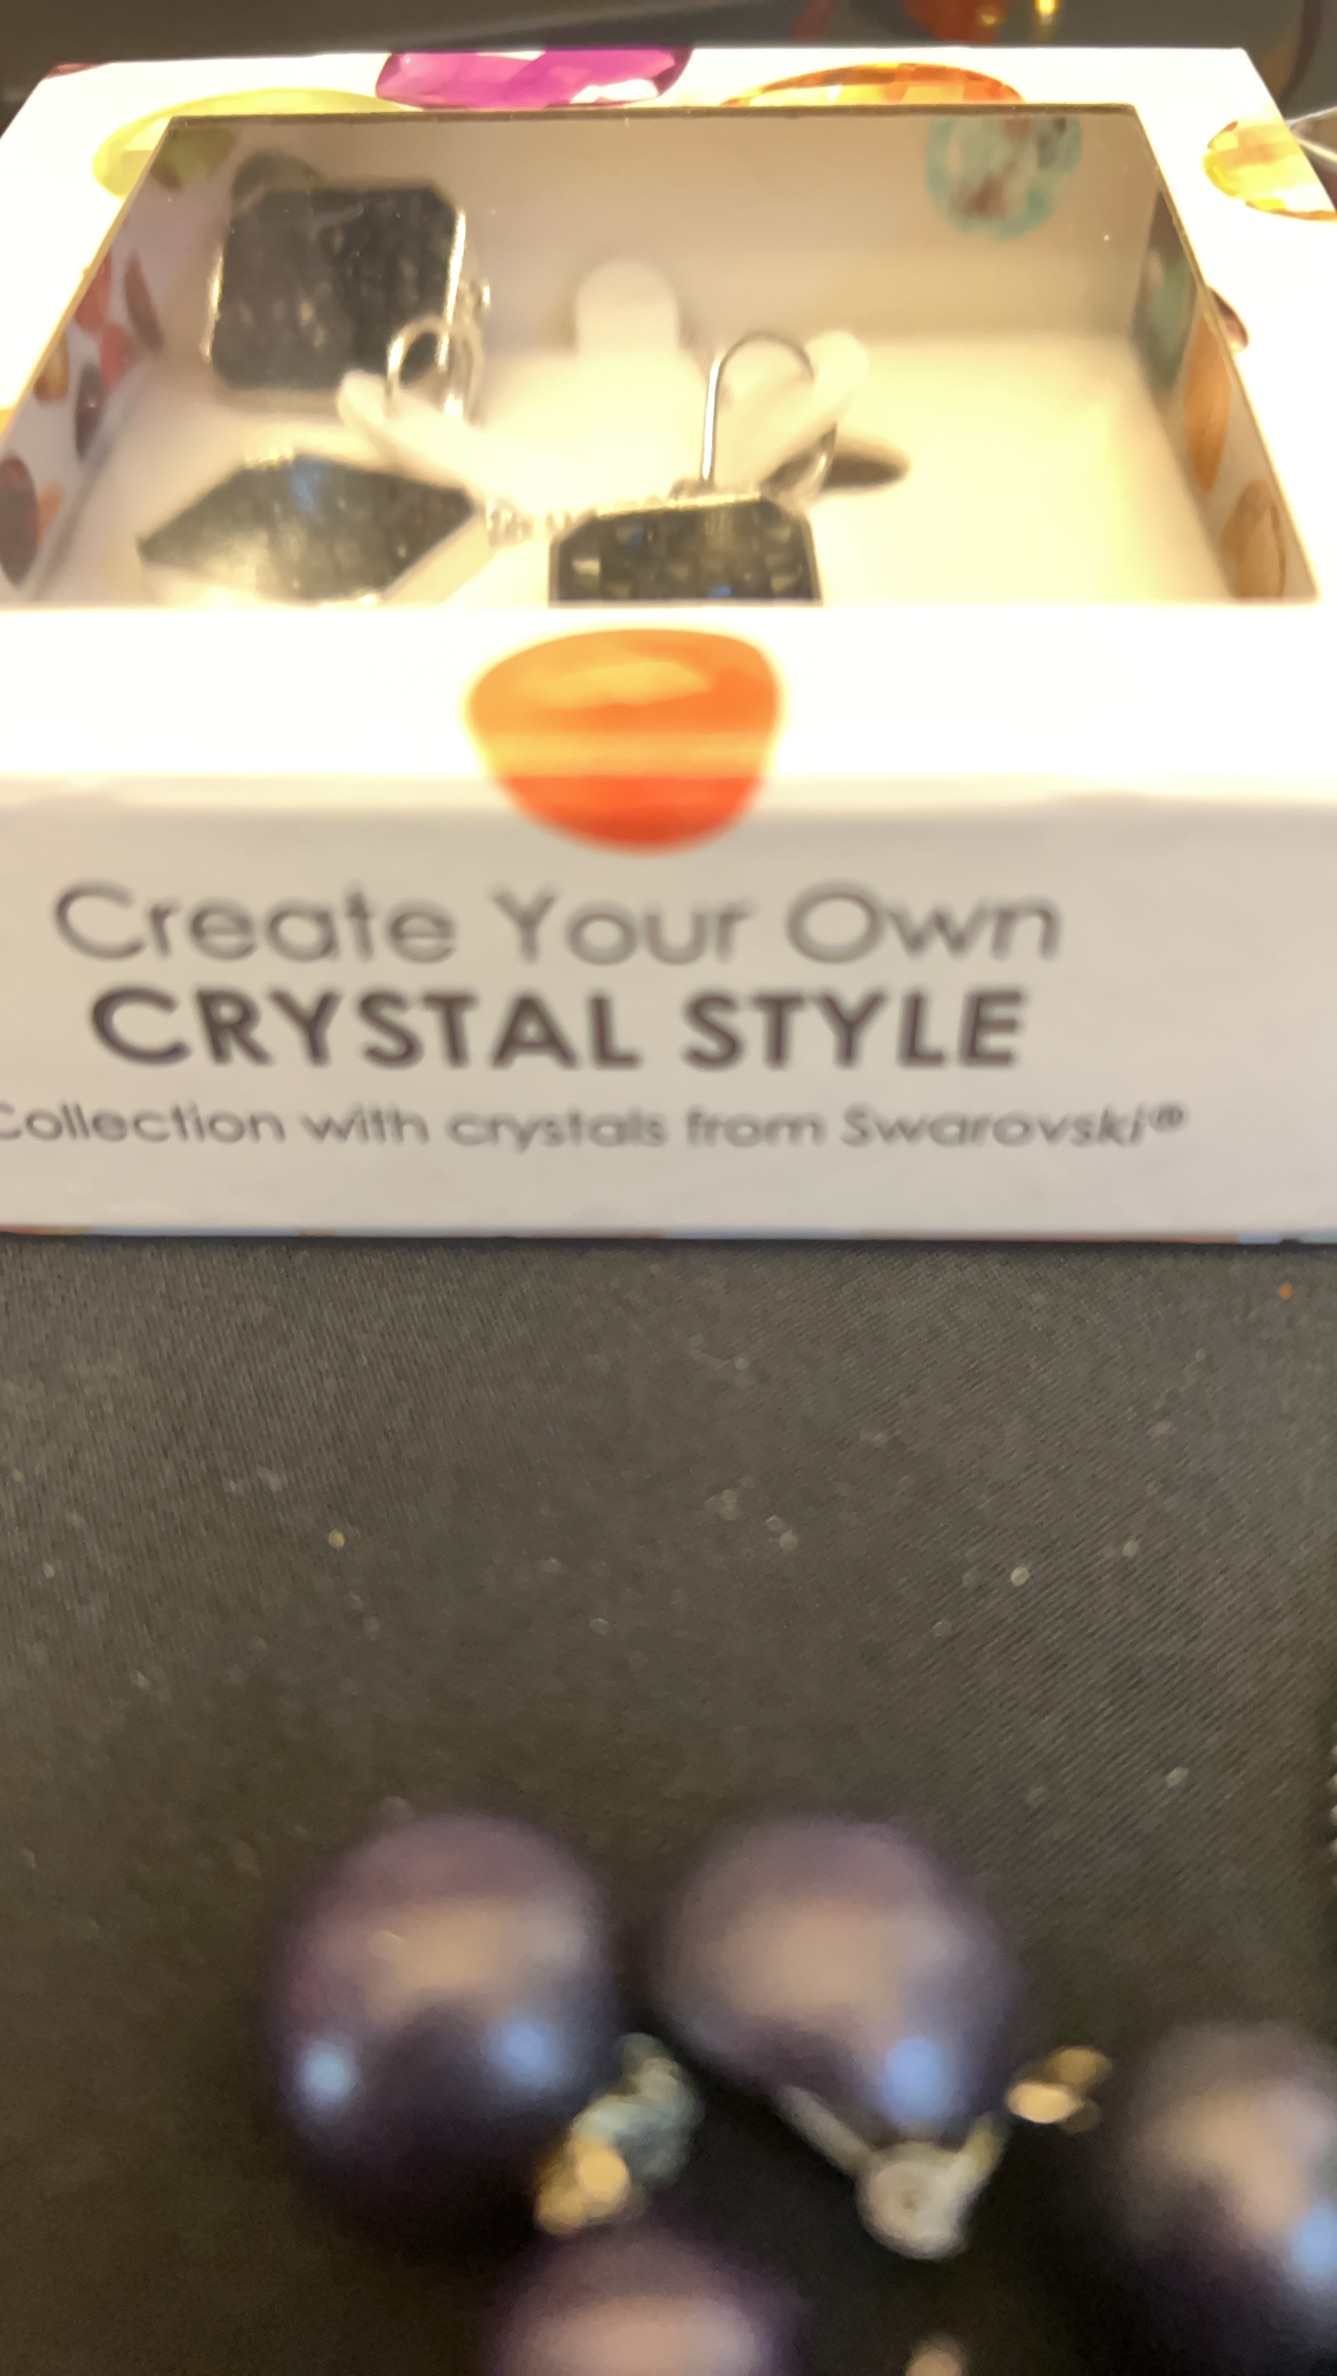 Create Your Own
CRYSTAL STYLE
Collection with crystals from Swarovski®